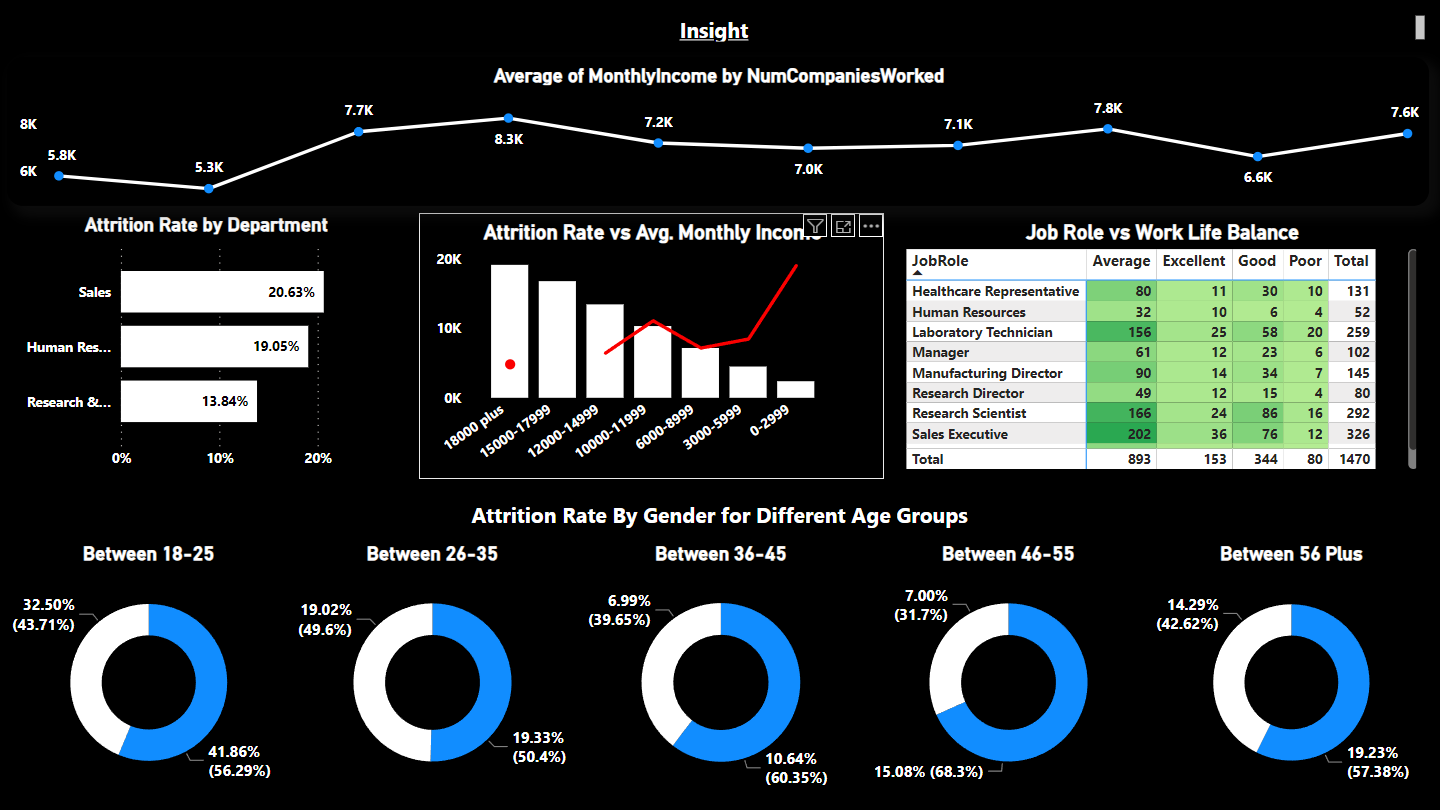 Insight
Average of MonthlyIncome by NumCompaniesWorked
8K
6K
5.8K
5.3K
7.7K
8.3K
7.2K
7.0K
7.1K
7.8K
6.6K
7.6K
Attrition Rate by Department
Sales
20.63%
Human Res...
19.05%
Research &...
13.84%
0%
10%
20%
Attrition Rate vs Avg. Monthly Income
20K
10K
0K
18000 plus
15000-17999
12000-14999
10000-11999
6000-8999
3000-5999
0-2999
Job Role vs Work Life Balance
JobRole Average Excellent Good Poor Total
Healthcare Representative 80 11 30 10 131
Human Resources 32 10 6 4 52
Laboratory Technician 156 25 58 20 259
Manager 61 12 23 6 102
Manufacturing Director 90 14 34 7 145
Research Director 49 12 15 4 80
Research Scientist 166 24 86 16 292
Sales Executive 202 36 76 12 326
Total 893 153 344 80 1470
Attrition Rate By Gender for Different Age Groups
Between 18-25
32.50%
(43.71%)
41.86%
(56.29%)
Between 26-35
19.02%
(49.6%)
19.33%
(50.4%)
Between 36-45
6.99%
(39.65%)
10.64%
(60.35%)
Between 46-55
7.00%
(31.7%)
15.08% (68.3%)
Between 56 Plus
14.29%
(42.62%)
19.23%
(57.38%)